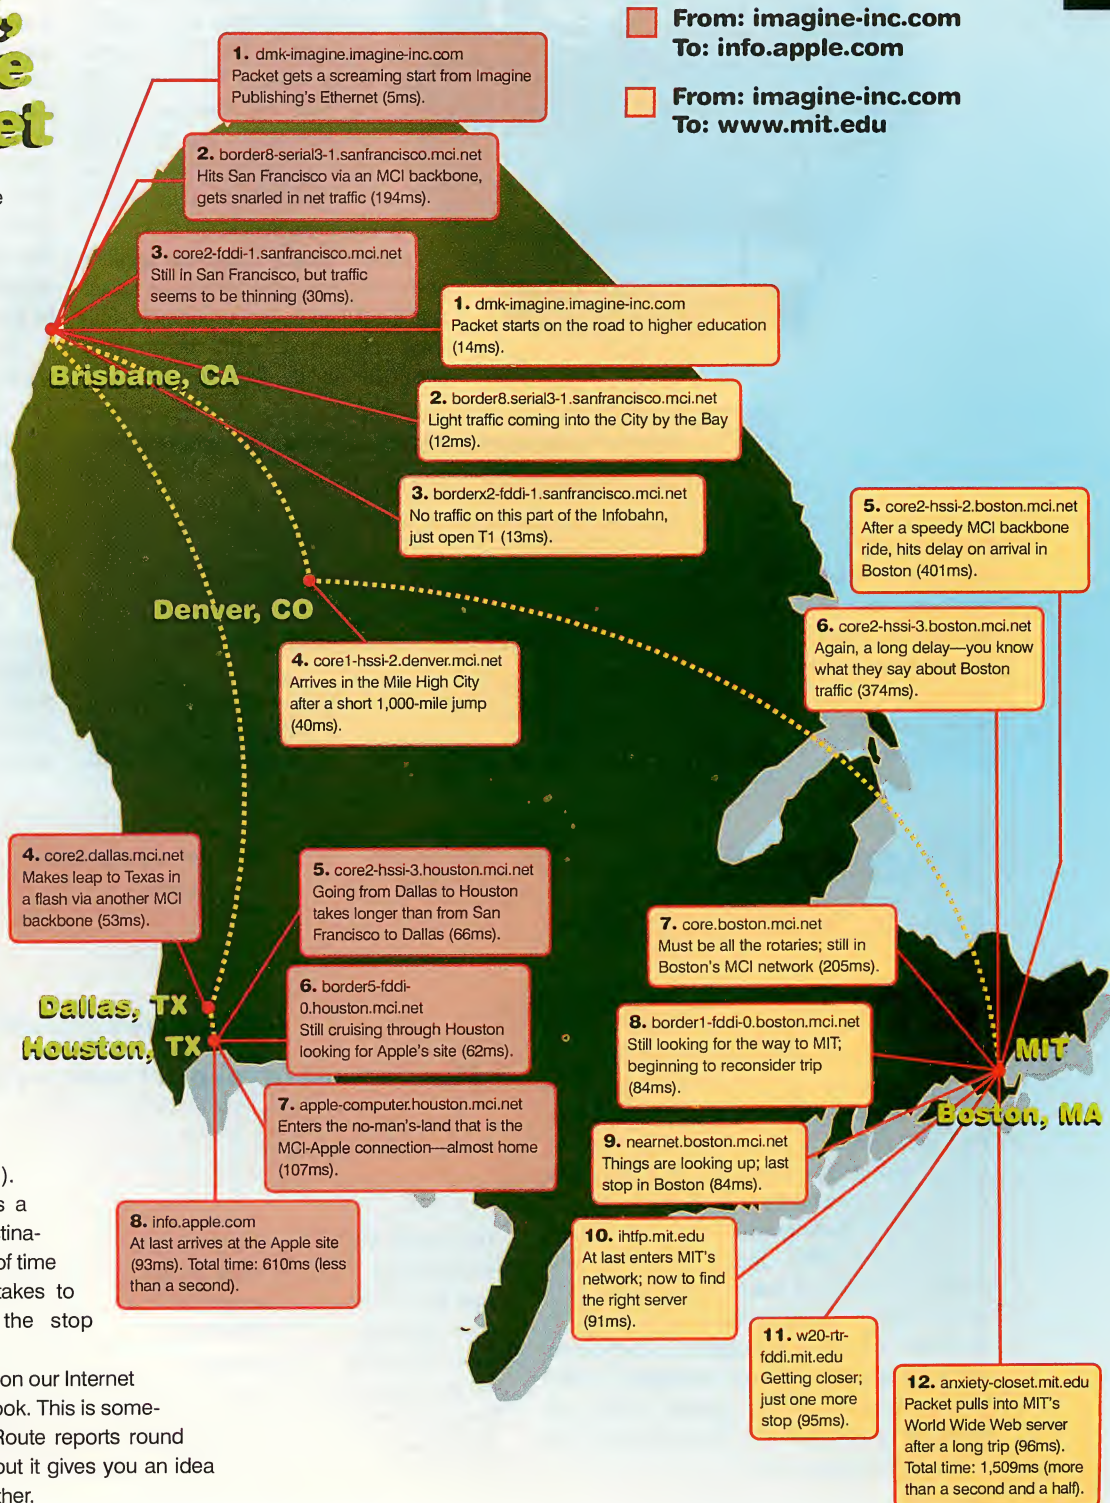 From: imagine-inc.com
To: info.apple.com
From: imagine-inc.com
To: www.mit.edu
1. dmk-imagine.imagine-inc.com
Packet gets a screaming start from Imagine
Publishing's Ethernet (5ms).
2. border8-serial3-1.sanfrancisco.mci.net
Hits San Francisco via an MCI backbone,
gets snarled in net traffic (194ms).
3. core2-fddi-1.sanfrancisco.mci.net
Still in San Francisco, but traffic
seems to be thinning (30ms).
1. dmk-imagine.imagine-inc.com
Packet starts on the road to higher education
(14ms).
Brisbane, CA
2. border8.serial3-1.sanfrancisco.mci.net
Light traffic coming into the City by the Bay
(12ms).
3. borderx2-fddi-1.sanfrancisco.mci.net
No traffic on this part of the Infobahn,
just open T1 (13ms).
Denver, CO
4. core1-hssi-2.denver.mci.net
Arrives in the Mile High City
after a short 1,000-mile jump
(40ms).
5. core2-hssi-2.boston.mci.net
After a speedy MCI backbone
ride, hits delay on arrival in
Boston (401ms).
6. core2-hssi-3.boston.mci.net
Again, a long delay—you know
what they say about Boston
traffic (374ms).
4. core2.dallas.mci.net
Makes leap to Texas in
a flash via another MCI
backbone (53ms).
5. core2-hssi-3.houston.mci.net
Going from Dallas to Houston
takes longer than from San
Francisco to Dallas (66ms).
Dallas, TX
Houston, TX
6. border5-fddi-
0.houston.mci.net
Still cruising through Houston
looking for Apple's site (62ms).
7. apple-computer.houston.mci.net
Enters the no-man's-land that is the
MCI-Apple connection—almost home
(107ms).
8. info.apple.com
At last arrives at the Apple site
(93ms). Total time: 610ms (less
than a second).
7. core.boston.mci.net
Must be all the rotaries; still in
Boston's MCI network (205ms).
8. border1-fddi-0.boston.mci.net
Still looking for the way to MIT;
beginning to reconsider trip
(84ms).
MIT
Boston, MA
9. nearnet.boston.mci.net
Things are looking up; last
stop in Boston (84ms).
10. ihtfp.mit.edu
At last enters MIT's
network; now to find
the right server
(91ms).
11. w20-rtr-
fddi.mit.edu
Getting closer;
just one more
stop (95ms).
12. anxiety-closet.mit.edu
Packet pulls into MIT's
World Wide Web server
after a long trip (96ms).
Total time: 1,509ms (more
than a second and a half).
).
s a
tina-
of time
takes to
the stop
on our Internet
ook. This is some-
Route reports round
out it gives you an idea
ther.